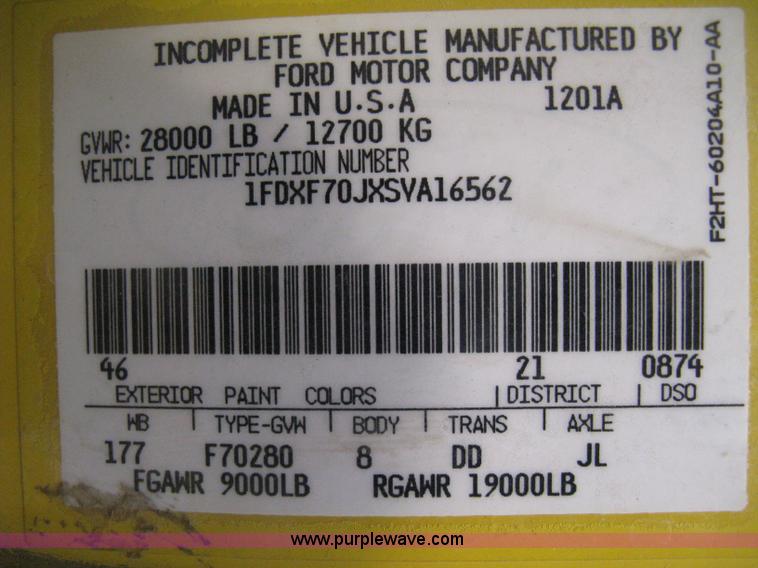 INCOMPLETE VEHICLE MANUFACTURED BY
FORD MOTOR COMPANY
MADE IN U.S.A 1201A
GVWR: 28000 LB / 12700 KG
VEHICLE IDENTIFICATION NUMBER
1FDXF70JXSVA16562
F2HT-60204A10-AA
46 21 0874
EXTERIOR PAINT COLORS | DISTRICT | DSO
WB | TYPE-GVW | BODY | TRANS | AXLE
177 F70280 8 DD JL
FGAWR 9000LB RGAWR 19000LB
www.purplewave.com